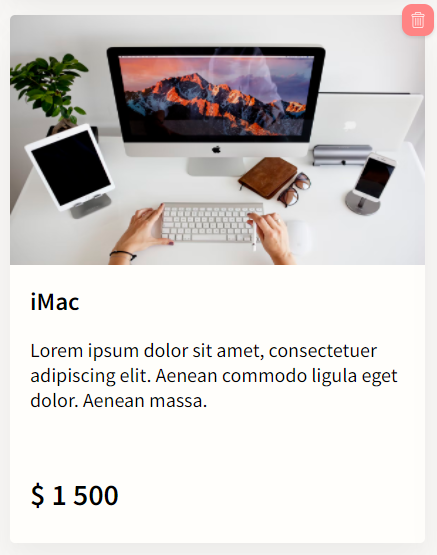 iMac
Lorem ipsum dolor sit amet, consectetuer
adipiscing elit. Aenean commodo ligula eget
dolor. Aenean massa.
$ 1 500